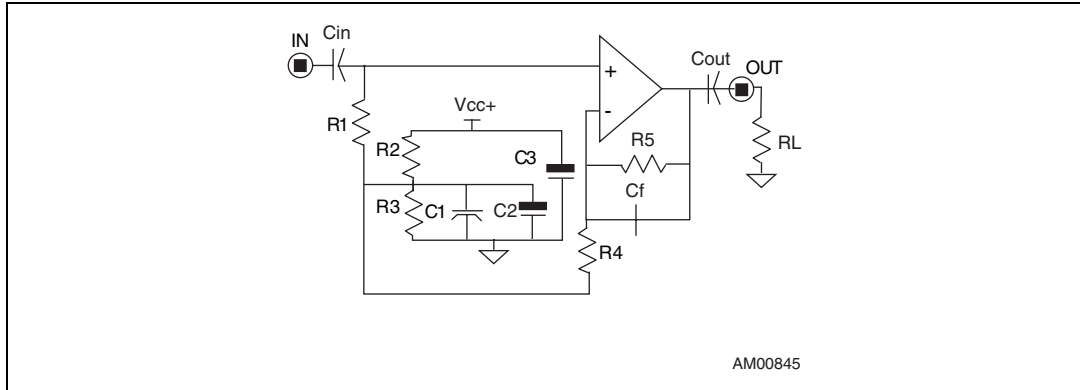 IN
Cin
+
-
Cout
OUT
R1
Vcc+
R2
C3
R5
RL
Cf
R3
C1
C2
R4
AM00845